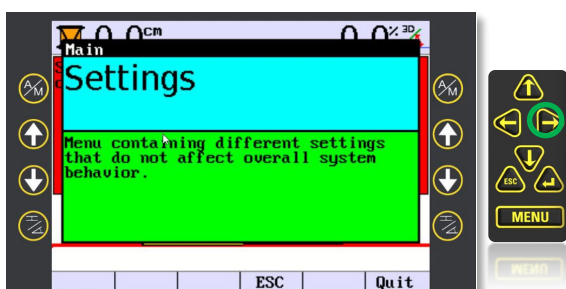 0.0cm 0.0% 3D
Main
Settings
Menu containing different settings
that do not affect overall system
behavior.
ESC Quit
A/M
A/M
ESC
MENU